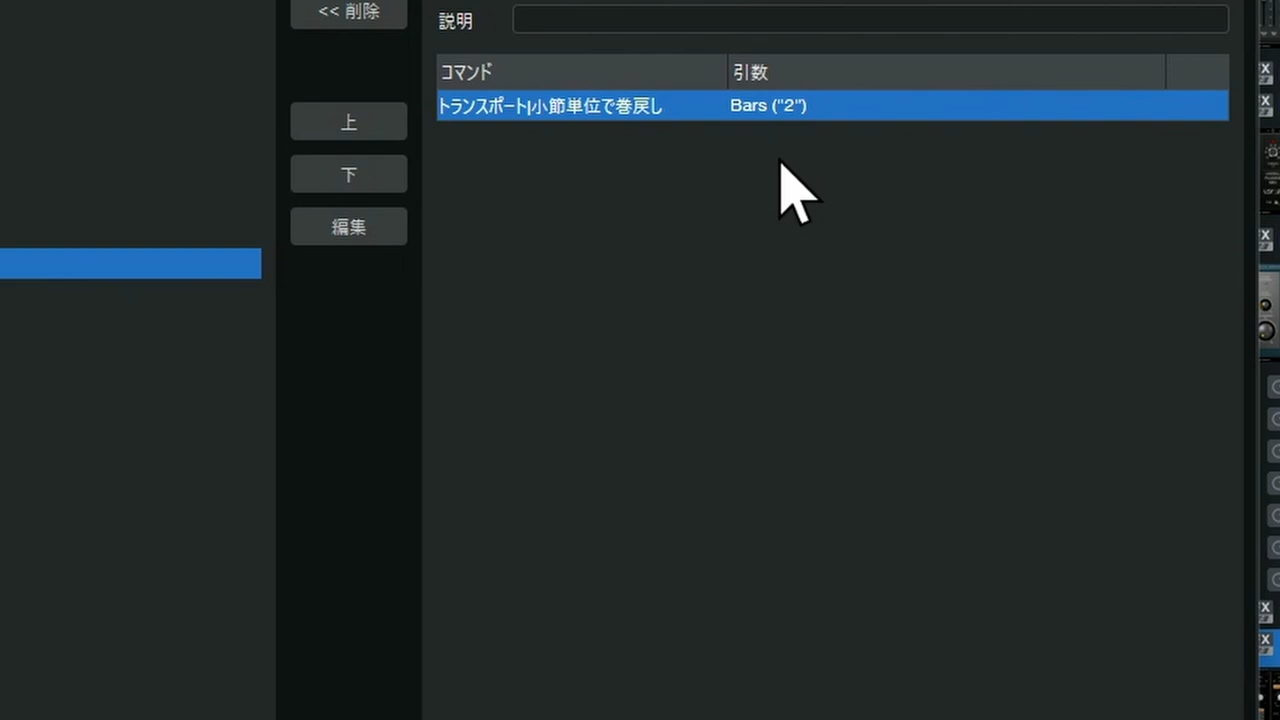 << 削除
説明
コマンド 引数
トランスポート|小節単位で巻戻し Bars ("2")
上
下
編集